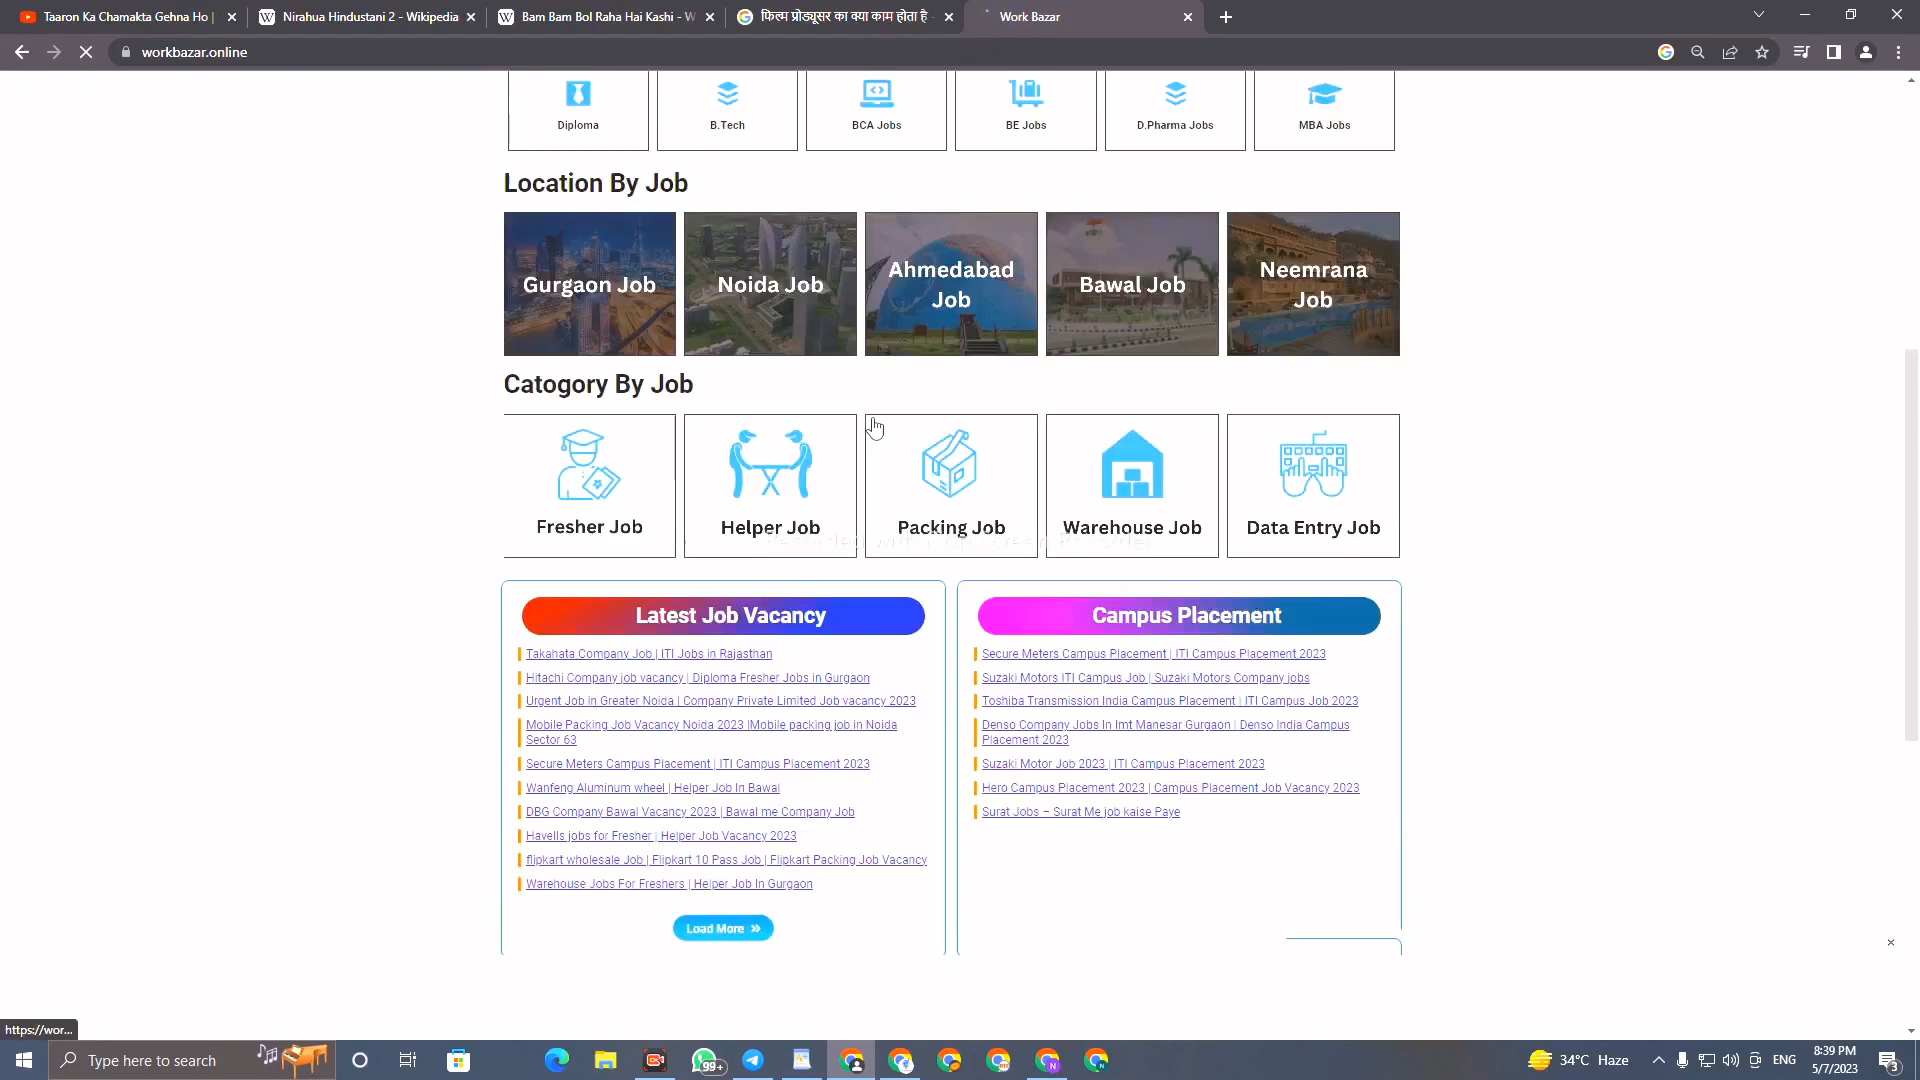 Taaron Ka Chamakta Gehna Ho |
Nirahua Hindustani 2 - Wikipedia
Bam Bam Bol Raha Hai Kashi - W
फिल्म प्रोड्यूसर का क्या काम होता है -
Work Bazar
workbazar.online
Diploma
B.Tech
BCA Jobs
BE Jobs
D.Pharma Jobs
MBA Jobs
Location By Job
Gurgaon Job
Noida Job
Ahmedabad
Job
Bawal Job
Neemrana
Job
Catogory By Job
Fresher Job
Helper Job
Packing Job
Warehouse Job
Data Entry Job
Latest Job Vacancy
Takahata Company Job | ITI Jobs in Rajasthan
Hitachi Company job vacancy | Diploma Fresher Jobs in Gurgaon
Urgent Job in Greater Noida | Company Private Limited Job vacancy 2023
Mobile Packing Job Vacancy Noida 2023 |Mobile packing job in Noida
Sector 63
Secure Meters Campus Placement | ITI Campus Placement 2023
Wanfeng Aluminum wheel | Helper Job In Bawal
DBG Company Bawal Vacancy 2023 | Bawal me Company Job
Havells jobs for Fresher | Helper Job Vacancy 2023
flipkart wholesale Job | Flipkart 10 Pass Job | Flipkart Packing Job Vacancy
Warehouse Jobs For Freshers | Helper Job In Gurgaon
Load More »
Campus Placement
Secure Meters Campus Placement | ITI Campus Placement 2023
Suzaki Motors ITI Campus Job | Suzaki Motors Company jobs
Toshiba Transmission India Campus Placement | ITI Campus Job 2023
Denso Company Jobs In Imt Manesar Gurgaon | Denso India Campus
Placement 2023
Suzaki Motor Job 2023 | ITI Campus Placement 2023
Hero Campus Placement 2023 | Campus Placement Job Vacancy 2023
Surat Jobs – Surat Me job kaise Paye
https://wor...
Type here to search
99+
34°C Haze
ENG
8:39 PM
5/7/2023
3